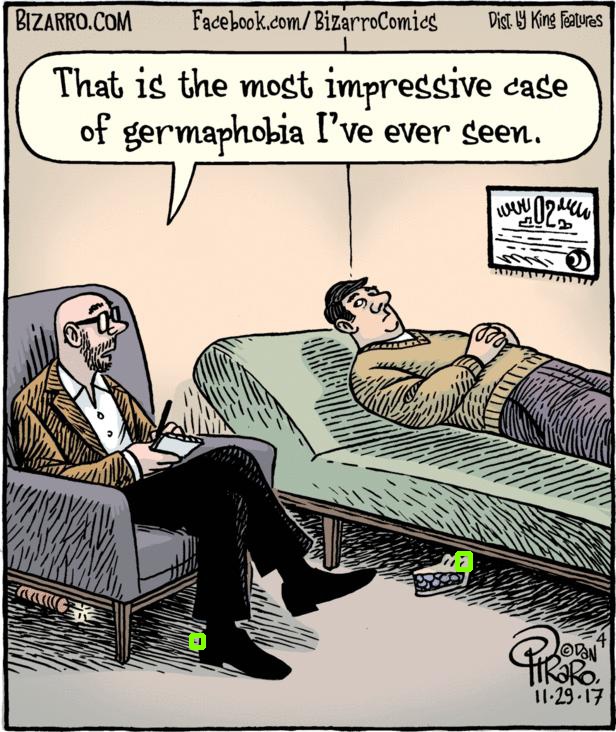 BIZARRO.COM Facebook.com/BizarroComics Dist. by King Features
That is the most impressive case
of germaphobia I've ever seen.
©DAN 4
PIRARO.
11·29·17